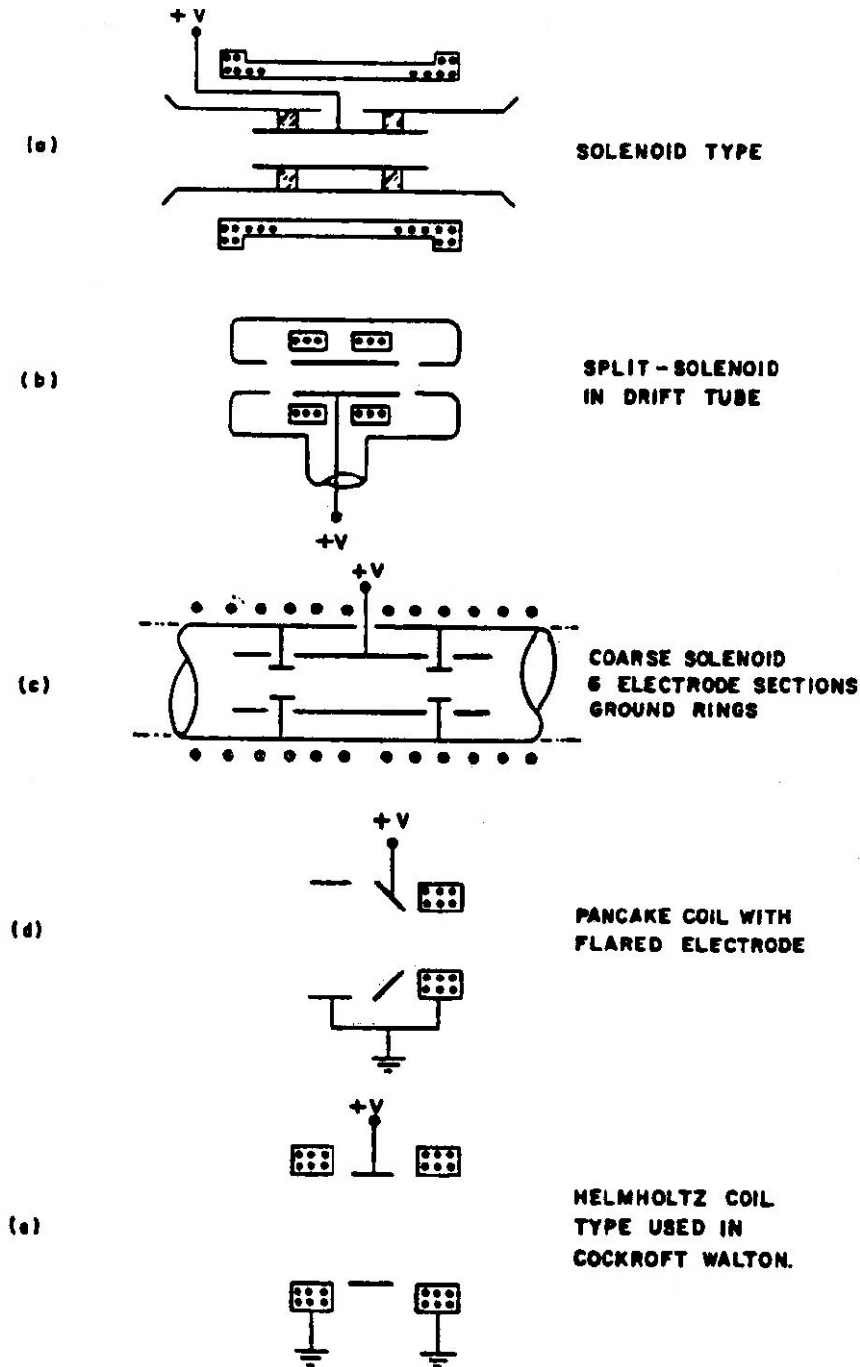 +V
(a)
SOLENOID TYPE
(b)
SPLIT-SOLENOID
IN DRIFT TUBE
+V
+V
(c)
COARSE SOLENOID
6 ELECTRODE SECTIONS
GROUND RINGS
+V
(d)
PANCAKE COIL WITH
FLARED ELECTRODE
+V
(e)
HELMHOLTZ COIL
TYPE USED IN
COCKROFT WALTON.